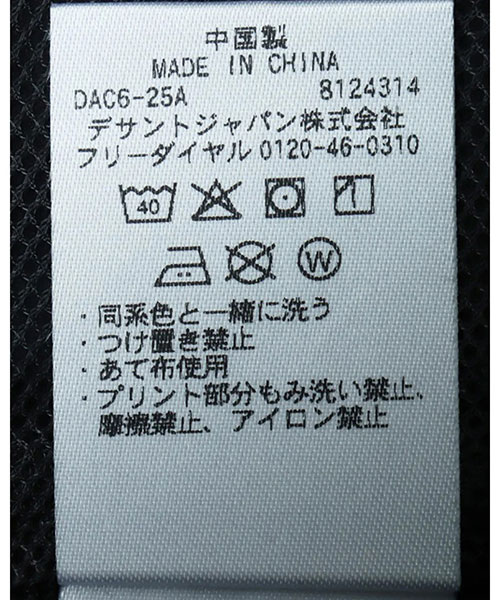 中国製
MADE IN CHINA
DAC6-25A 8124314
デサントジャパン株式会社
フリーダイヤル 0120-46-0310
40
W
・同系色と一緒に洗う
・つけ置き禁止
・あて布使用
・プリント部分もみ洗い禁止、
摩擦禁止、アイロン禁止